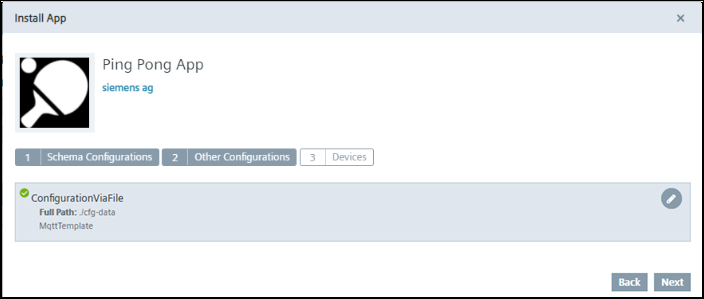 Install App
Ping Pong App
siemens ag
1 Schema Configurations 2 Other Configurations 3 Devices
ConfigurationViaFile
Full Path: ./cfg-data
MqttTemplate
Back Next